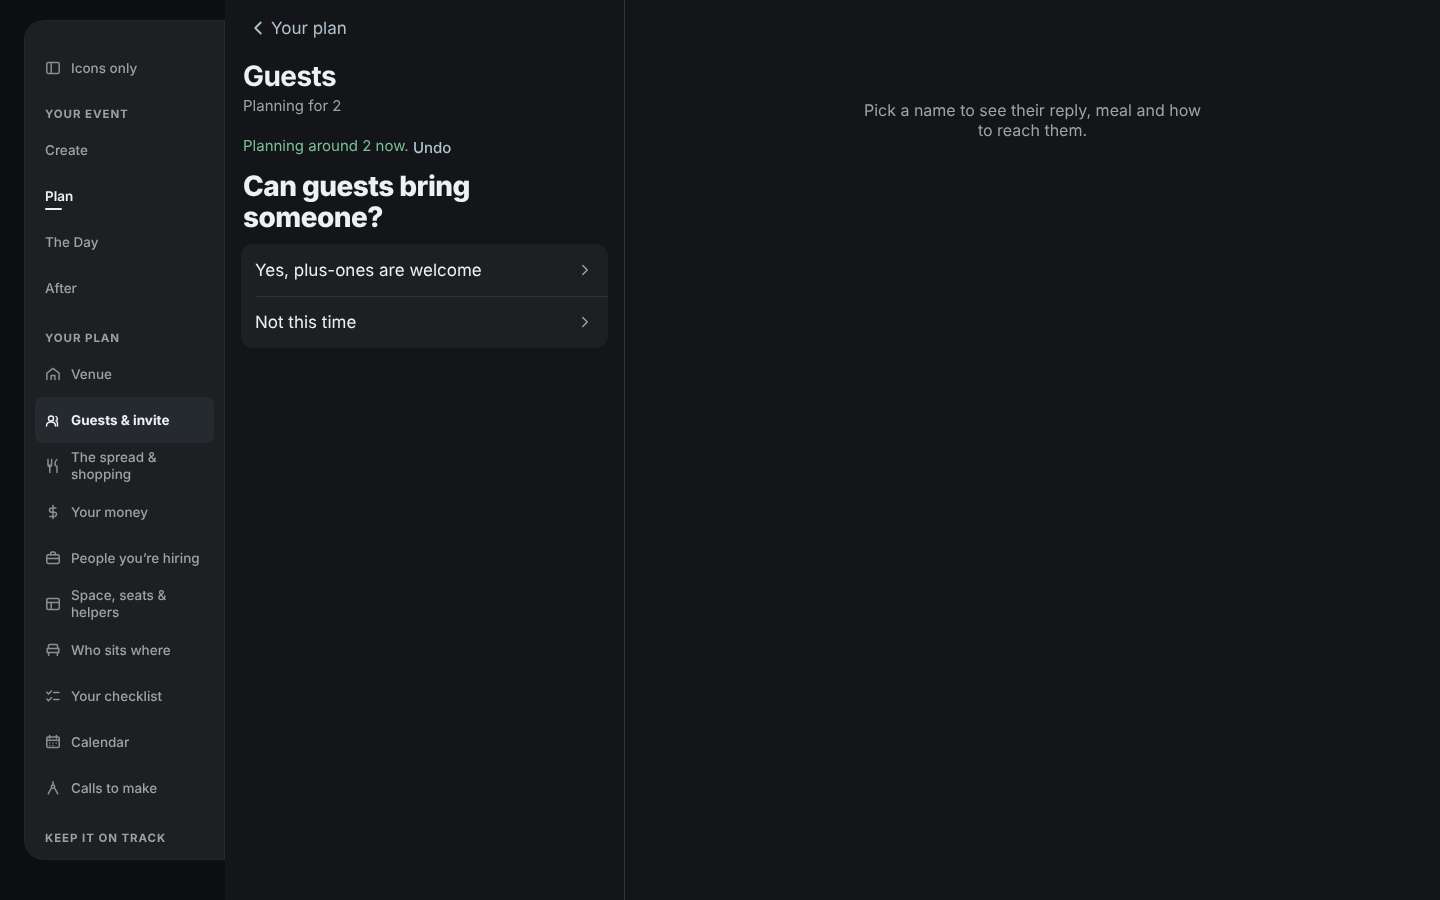 Icons only
YOUR EVENT
Create
Plan
The Day
After
YOUR PLAN
Venue
Guests & invite
The spread &
shopping
Your money
People you’re hiring
Space, seats &
helpers
Who sits where
Your checklist
Calendar
Calls to make
KEEP IT ON TRACK
Your plan
Guests
Planning for 2
Planning around 2 now. Undo
Can guests bring
someone?
Yes, plus-ones are welcome
Not this time
Pick a name to see their reply, meal and how
to reach them.